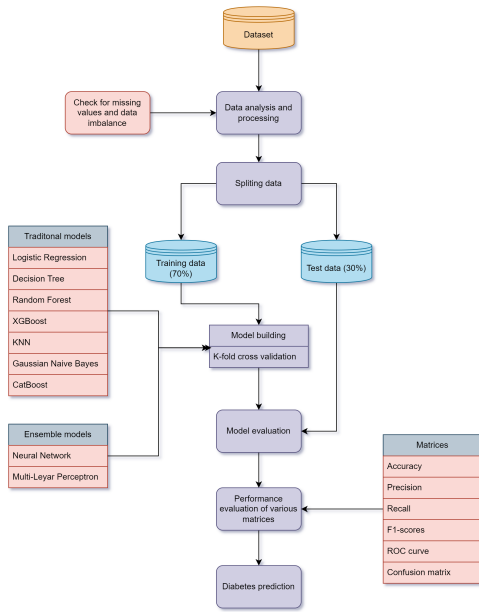 Dataset
Check for missing
values and data
imbalance
Data analysis and
processing
Spliting data
Training data
(70%)
Test data (30%)
Traditonal models
Logistic Regression
Decision Tree
Random Forest
XGBoost
KNN
Gaussian Naive Bayes
CatBoost
Model building
K-fold cross validation
Ensemble models
Neural Network
Multi-Leyar Perceptron
Model evaluation
Matrices
Accuracy
Precision
Recall
F1-scores
ROC curve
Confusion matrix
Performance
evaluation of various
matrices
Diabetes prediction